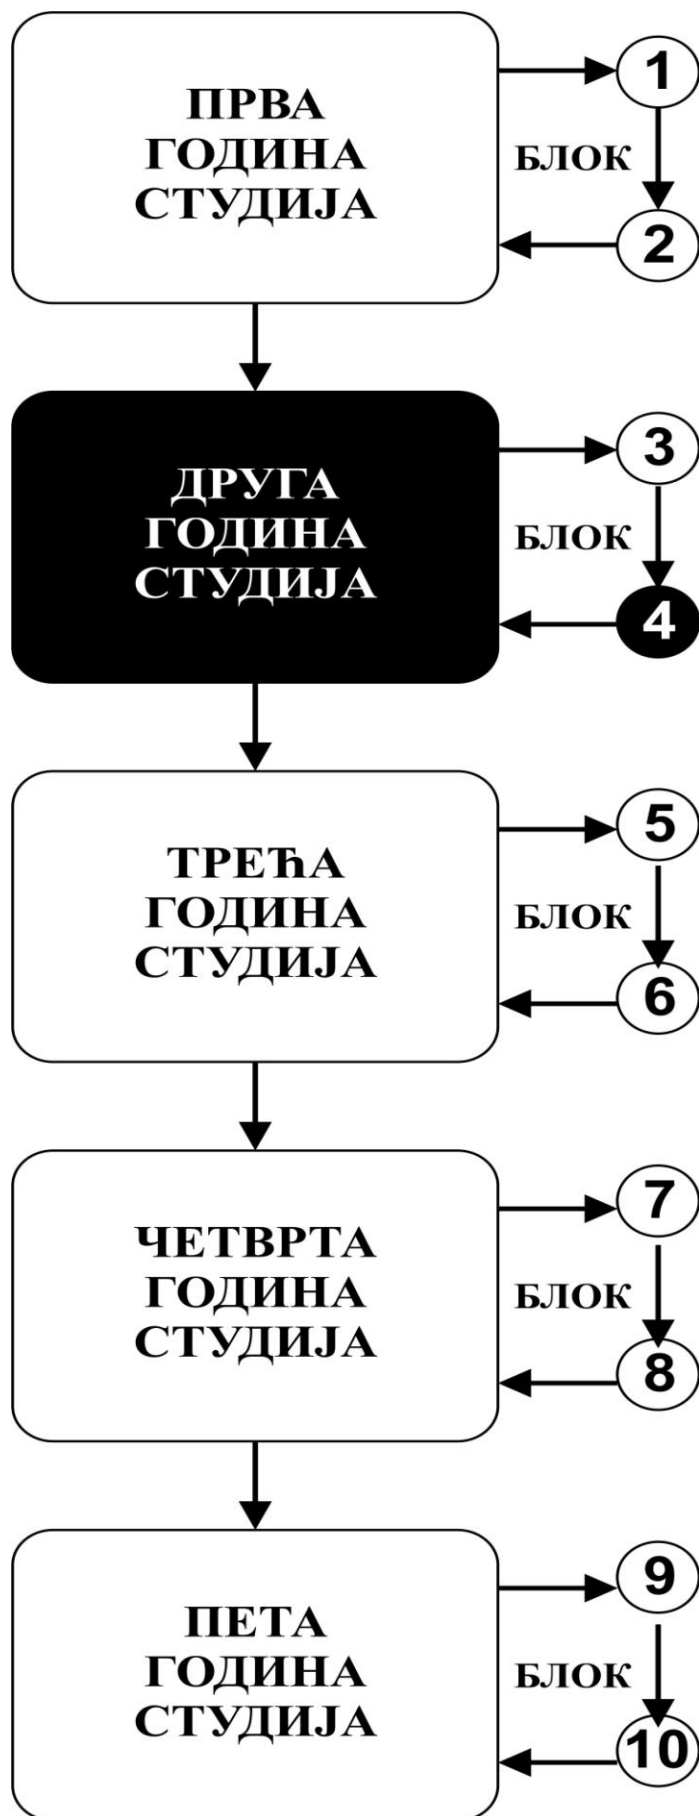 ПРВА
ГОДИНА
СТУДИЈА
1
БЛОК
2
ДРУГА
ГОДИНА
СТУДИЈА
3
БЛОК
4
ТРЕЋА
ГОДИНА
СТУДИЈА
5
БЛОК
6
ЧЕТВРТА
ГОДИНА
СТУДИЈА
7
БЛОК
8
ПЕТА
ГОДИНА
СТУДИЈА
9
БЛОК
10